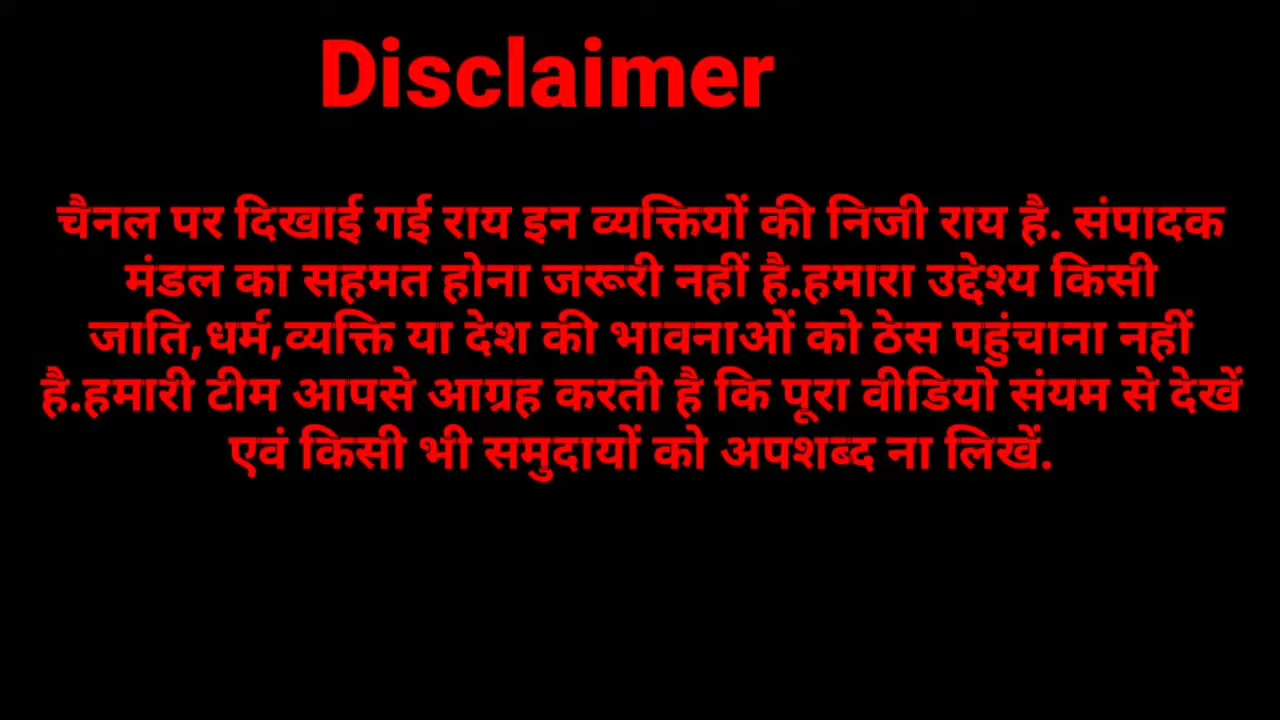 Disclaimer
चैनल पर दिखाई गई राय इन व्यक्तियों की निजी राय है. संपादक
मंडल का सहमत होना जरूरी नहीं है.हमारा उद्देश्य किसी
जाति,धर्म,व्यक्ति या देश की भावनाओं को ठेस पहुंचाना नहीं
है.हमारी टीम आपसे आग्रह करती है कि पूरा वीडियो संयम से देखें
एवं किसी भी समुदायों को अपशब्द ना लिखें.